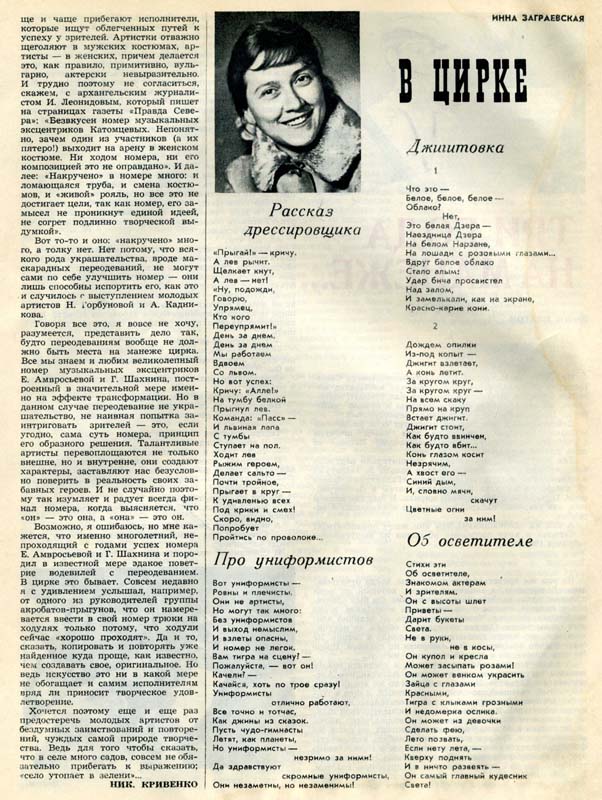 ще и чаще прибегают исполнители,
которые ищут облегченных путей к
успеху у зрителей. Артистки отважно
щеголяют в мужских костюмах, ар-
тисты — в женских, причем делается
это, как правило, примитивно, вуль-
гарно, актерски невыразительно.
И трудно поэтому не согласиться,
скажем, с архангельским журнали-
стом И. Леонидовым, который пишет
на страницах газеты «Правда Севе-
ра»: «Безвкусен номер музыкальных
эксцентриков Катомцевых. Непонят-
но, зачем один из участников (а их
пятеро!) выходит на арену в женском
костюме. Ни ходом номера, ни его
композицией это не оправдано». И да-
лее: «Накручено» в номере много: и
ломающаяся труба, и смена костю-
мов, и «живой» рояль, но все это не
достигает цели, так как номер, его за-
мысел не проникнут единой идеей,
не согрет подлинно творческой вы-
думкой».
Вот то-то и оно: «накручено» мно-
го, а толку нет. Нет потому, что вся-
кого рода украшательства, вроде ма-
скарадных переодеваний, не могут
сами по себе улучшить номер — они
лишь способны испортить его, как это
и случилось с выступлением молодых
артистов Н. Горбуновой и А. Кадни-
кова.
Говоря все это, я вовсе не хочу,
разумеется, представить дело так,
будто переодеваниям вообще не дол-
жно быть места на манеже цирка.
Все мы знаем и любим великолепный
номер музыкальных эксцентриков
Е. Амвросьевой и Г. Шахнина, пост-
роенный в значительной мере имен-
но на эффекте трансформации. Но в
данном случае переодевание не укра-
шательство, не наивная попытка за-
интриговать зрителей — это, если
угодно, сама суть номера, принцип
его образного решения. Талантливые
артисты перевоплощаются не только
внешне, но и внутренне, они создают
характеры, заставляют нас безуслов-
но поверить в реальность своих за-
бавных героев. И не случайно поэто-
му так изумляет и радует всегда фи-
нал номера, когда выясняется, что
«он» — это она, а «она» — это он.
Возможно, я ошибаюсь, но мне ка-
жется, что именно многолетний, не-
проходящий с годами успех номера
Е. Амвросьевой и Г. Шахнина и поро-
дил в известной мере эдакое повет-
рие водевилей с переодеванием.
В цирке это бывает. Совсем недавно
я с удивлением услышал, например,
от одного из руководителей группы
акробатов-прыгунов, что он намере-
вается ввести в свой номер трюки на
ходулях только потому, что ходули
сейчас «хорошо проходят». Да и то,
сказать, копировать и повторять уже
найденное куда проще, как известно,
чем создавать свое, оригинальное. Но
ведь искусство это ни в какой мере
не обогащает и самим исполнителям
вряд ли приносит творческое удов-
летворение.
Хочется поэтому еще и еще раз
предостеречь молодых артистов от
бездумных заимствований и повторе-
ний, чуждых самой природе творче-
ства. Ведь для того чтобы сказать,
что в селе много садов, совсем не обя-
зательно прибегать к выражению:
«село утопает в зелени»...
НИК. КРИВЕНКО
ИННА ЗАГРАЕВСКАЯ
В ЦИРКЕ
Рассказ
дрессировщика
«Прыгай!» — кричу,
А лев рычит.
Щелкает кнут,
А лев — нет!
«Ну, подожди,
Говорю,
Упрямец,
Кто кого
Переупрямит!»
День за днем,
День за днем
Мы работаем
Вдвоем
Со львом.
Но вот успех:
Кричу: «Алле!»
На тумбу белкой
Прыгнул лев.
Команда: «Пасс» —
И львиная лапа
С тумбы
Ступает на пол.
Ходит лев
Рыжим героем,
Делает сальто —
Почти тройное,
Прыгает в круг —
К удивленью всех
Под крики и смех!
Скоро, видно,
Попробует
Пройтись по проволоке...
Про униформистов
Вот униформисты —
Ровны и плечисты.
Они не артисты,
Но могут так много:
Без униформистов
И выход немыслим,
И взлеты опасны,
И номер не легок.
Вам тигра на сцену! —
Пожалуйста, — вот он!
Качели? —
Качайся, хоть по трое сразу!
Униформисты
отлично работают,
Все точно и тотчас,
Как джины из сказок.
Пусть чудо-гимнасты
Летят, как планеты,
Но униформисты —
незримо за ними!
Да здравствуют
скромные униформисты,
Они незаметны, но незаменимы!
Джигитовка
1
Что это —
Белое, белое, белое —
Облако?
Нет,
Это белая Дзера —
Наездница Дзера
На белом Нарзане,
На лошади с розовыми глазами...
Вдруг белое облако
Стало алым:
Удар бича просвистел
Над залом,
И замелькали, как на экране,
Красно-карие кони.
2
Дождем опилки
Из-под копыт —
Джигит взлетает,
А конь летит.
За кругом круг,
За кругом круг —
На всем скаку
Прямо на круп
Встает джигит.
Джигит стоит,
Как будто ввинчен,
Как будто вбит...
Конь глазом косит
Незрячим,
А хвост его —
Синий дым,
И, словно мячи,
скачут
Цветные огни
за ним!
Об осветителе
Стихи эти
Об осветителе,
Знакомом актерам
И зрителям.
Он с высоты шлет
Приветы —
Дарит букеты
Света.
Не в руки,
не в косы,
Он купол и кресла
Может засыпать розами!
Он может венком украсить
Зайца с глазами
Красными,
Тигра с клыками грозными
И недомерка ослика.
Он может из девочки
Сделать фею,
Лето позвать,
Если нету лета, —
Кверху поднять
И в ничто развеять —
Он самый главный кудесник
Света!